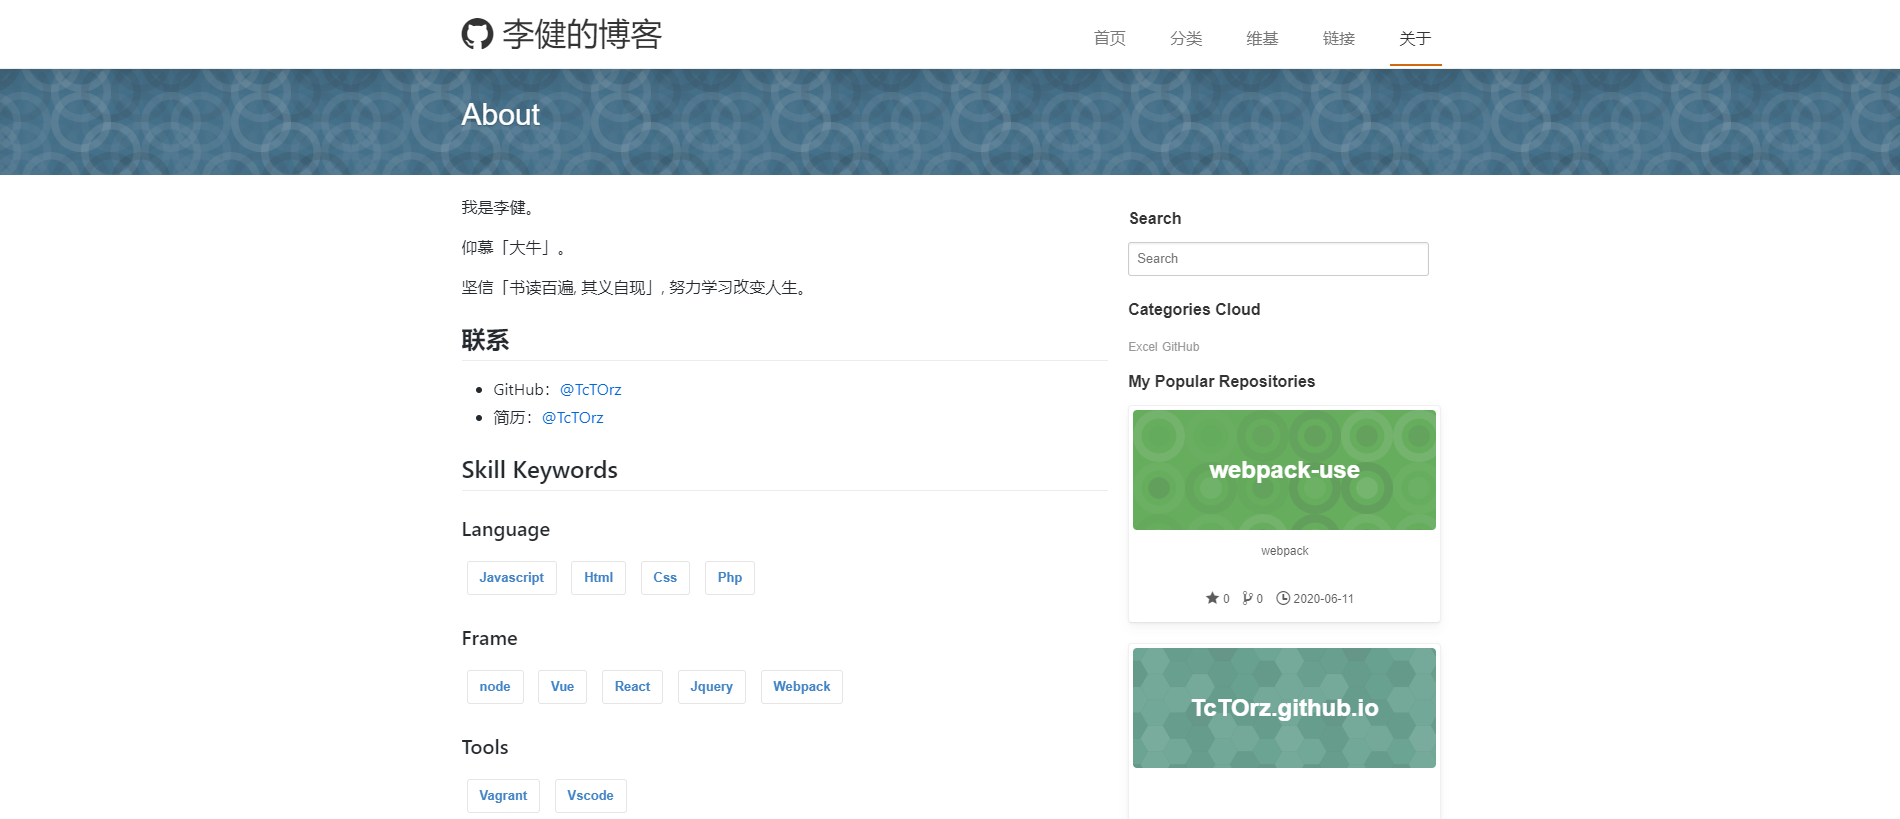 李健的博客
首页 分类 维基 链接 关于
About
我是李健。
仰慕「大牛」。
坚信「书读百遍, 其义自现」, 努力学习改变人生。
联系
GitHub：@TcTOrz
简历：@TcTOrz
Skill Keywords
Language
Javascript Html Css Php
Frame
node Vue React Jquery Webpack
Tools
Vagrant Vscode
Search
Search
Categories Cloud
Excel GitHub
My Popular Repositories
webpack-use
webpack
0 0 2020-06-11
TcTOrz.github.io